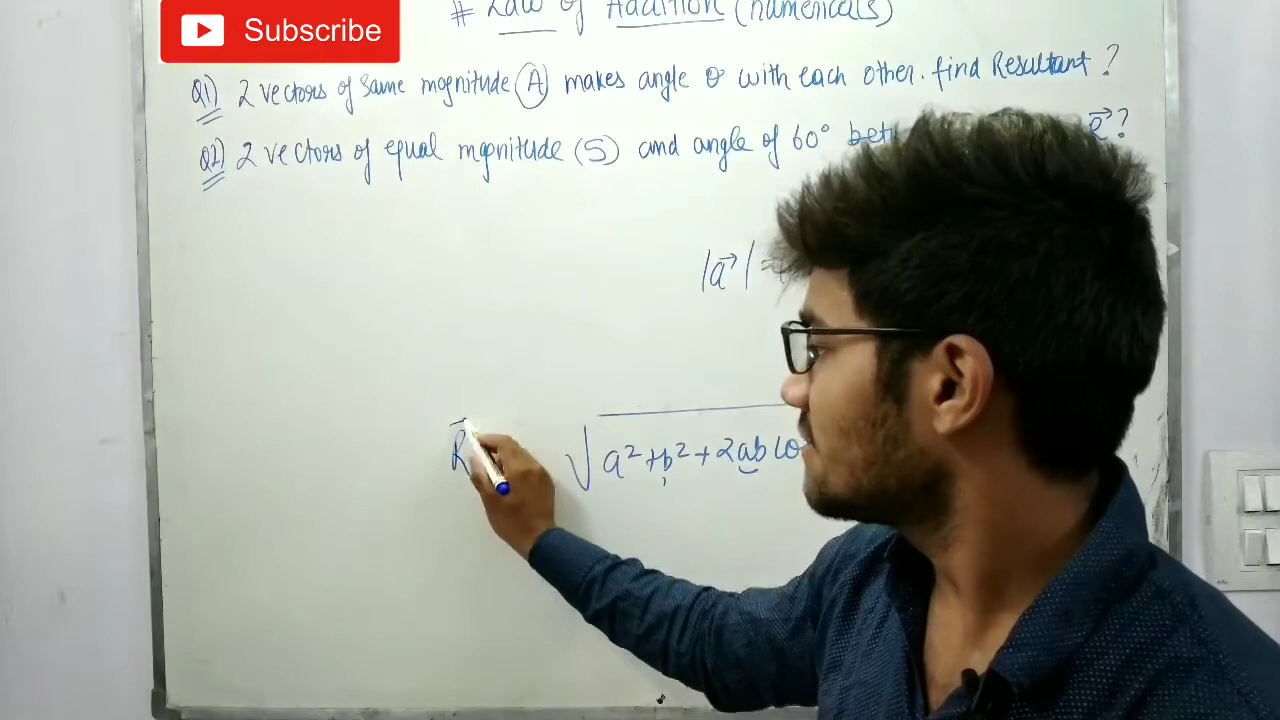 Subscribe
# Law of Addition (numericals)
Q1) 2 vectors of same magnitude (A) makes angle θ with each other. find Resultant ?
Q2) 2 vectors of equal magnitude (5) and angle of 60°
R⃗ ?
|a⃗| =
R⃗ √a² + b² + 2ab co